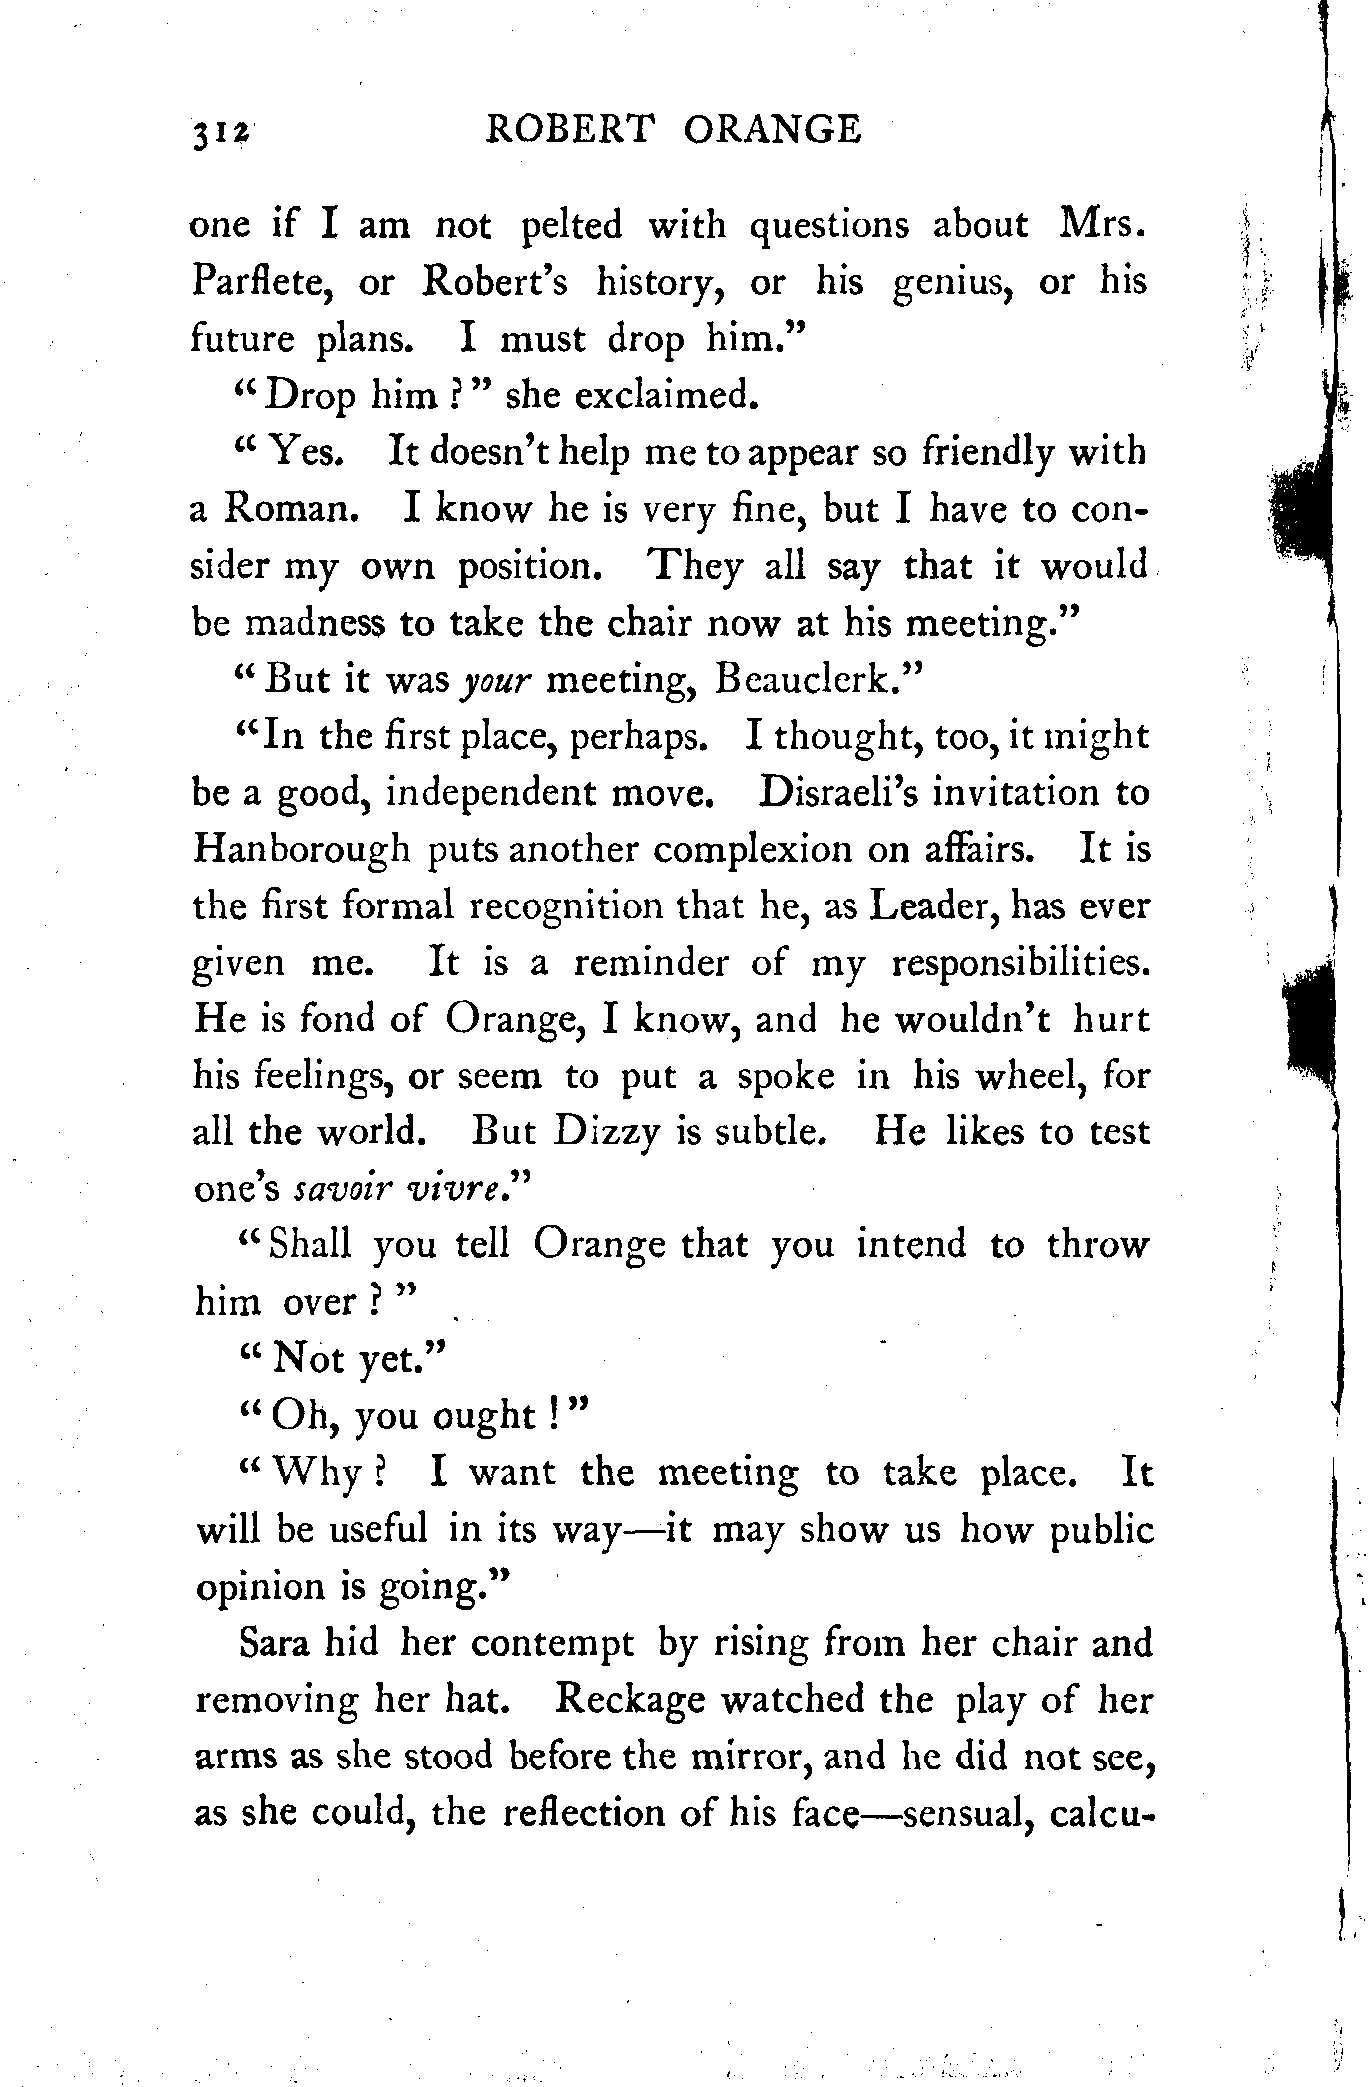 312 ROBERT ORANGE
one if I am not pelted with questions about Mrs.
Parflete, or Robert's history, or his genius, or his
future plans. I must drop him."
"Drop him?" she exclaimed.
"Yes. It doesn't help me to appear so friendly with
a Roman. I know he is very fine, but I have to con-
sider my own position. They all say that it would
be madness to take the chair now at his meeting."
"But it was your meeting, Beauclerk."
"In the first place, perhaps. I thought, too, it might
be a good, independent move. Disraeli's invitation to
Hanborough puts another complexion on affairs. It is
the first formal recognition that he, as Leader, has ever
given me. It is a reminder of my responsibilities.
He is fond of Orange, I know, and he wouldn't hurt
his feelings, or seem to put a spoke in his wheel, for
all the world. But Dizzy is subtle. He likes to test
one's savoir vivre."
"Shall you tell Orange that you intend to throw
him over?"
"Not yet."
"Oh, you ought!"
"Why? I want the meeting to take place. It
will be useful in its way—it may show us how public
opinion is going."
Sara hid her contempt by rising from her chair and
removing her hat. Reckage watched the play of her
arms as she stood before the mirror, and he did not see,
as she could, the reflection of his face—sensual, calcu-